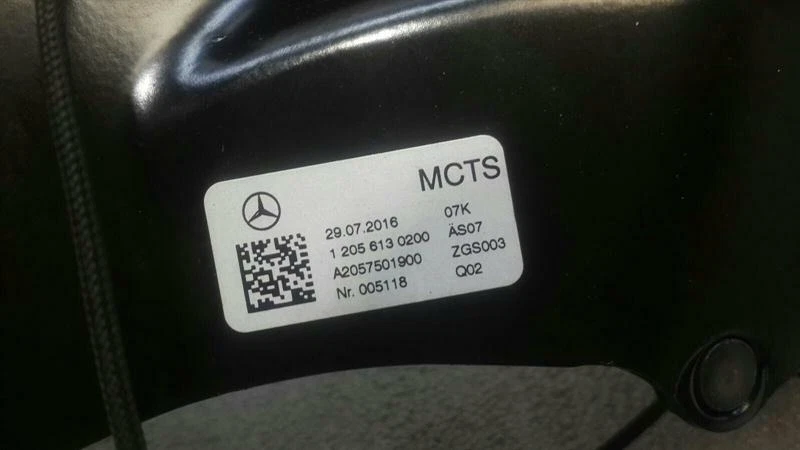 MCTS
29.07.2016 07K
1 205 613 0200 ÄS07
A2057501900 ZGS003
Nr. 005118 Q02